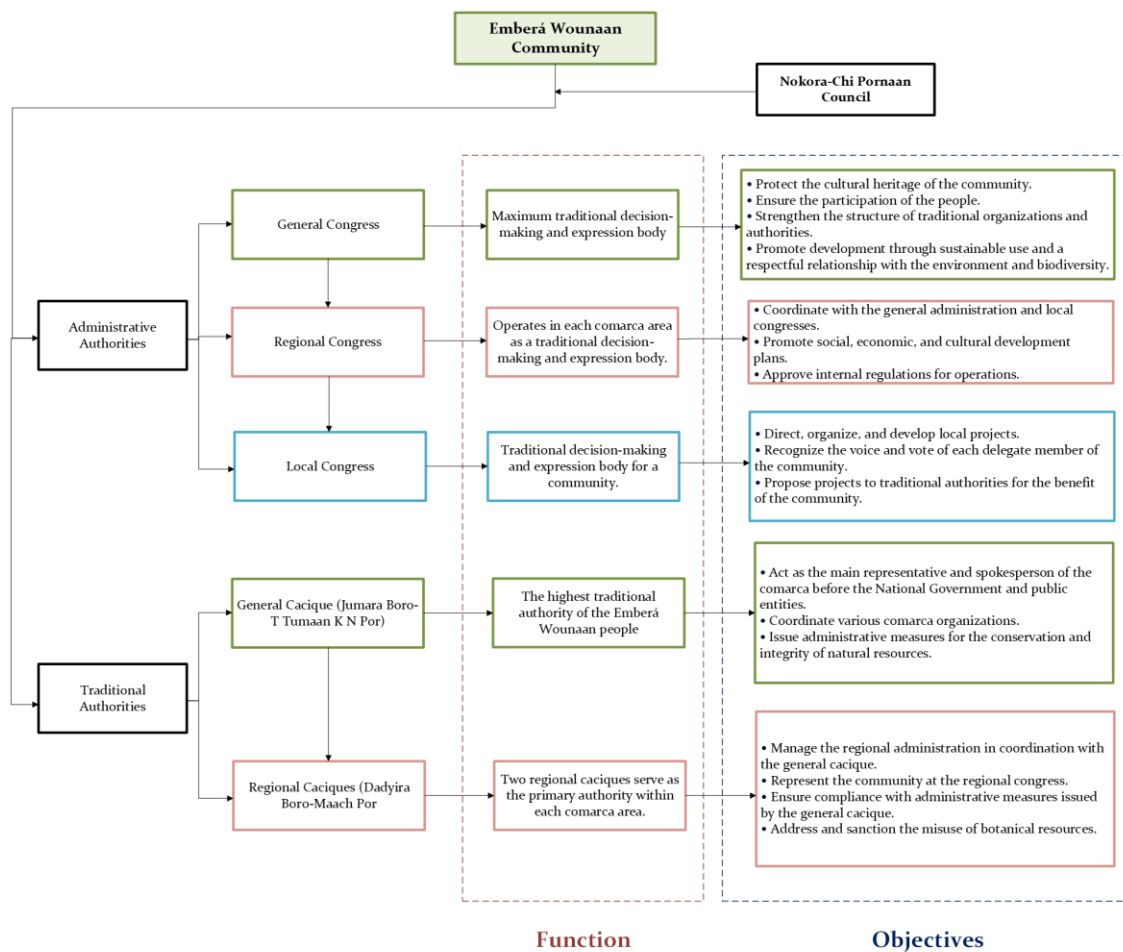 Emberá Wounaan
Community
Nokora-Chi Pornaan
Council
Administrative
Authorities
General Congress
Maximum traditional decision-
making and expression body
• Protect the cultural heritage of the community.
• Ensure the participation of the people.
• Strengthen the structure of traditional organizations and
authorities.
• Promote development through sustainable use and a
respectful relationship with the environment and biodiversity.
Regional Congress
Operates in each comarca area
as a traditional decision-
making and expression body.
• Coordinate with the general administration and local
congresses.
• Promote social, economic, and cultural development
plans.
• Approve internal regulations for operations.
Local Congress
Traditional decision-making
and expression body for a
community.
• Direct, organize, and develop local projects.
• Recognize the voice and vote of each delegate member of
the community.
• Propose projects to traditional authorities for the benefit
of the community.
Traditional
Authorities
General Cacique (Jumara Boro-
T Tumaan K N Por)
The highest traditional
authority of the Emberá
Wounaan people
• Act as the main representative and spokesperson of the
comarca before the National Government and public
entities.
• Coordinate various comarca organizations.
• Issue administrative measures for the conservation and
integrity of natural resources.
Regional Caciques (Dadyira
Boro-Maach Por
Two regional caciques serve as
the primary authority within
each comarca area.
• Manage the regional administration in coordination with
the general cacique.
• Represent the community at the regional congress.
• Ensure compliance with administrative measures issued
by the general cacique.
• Address and sanction the misuse of botanical resources.
Function
Objectives